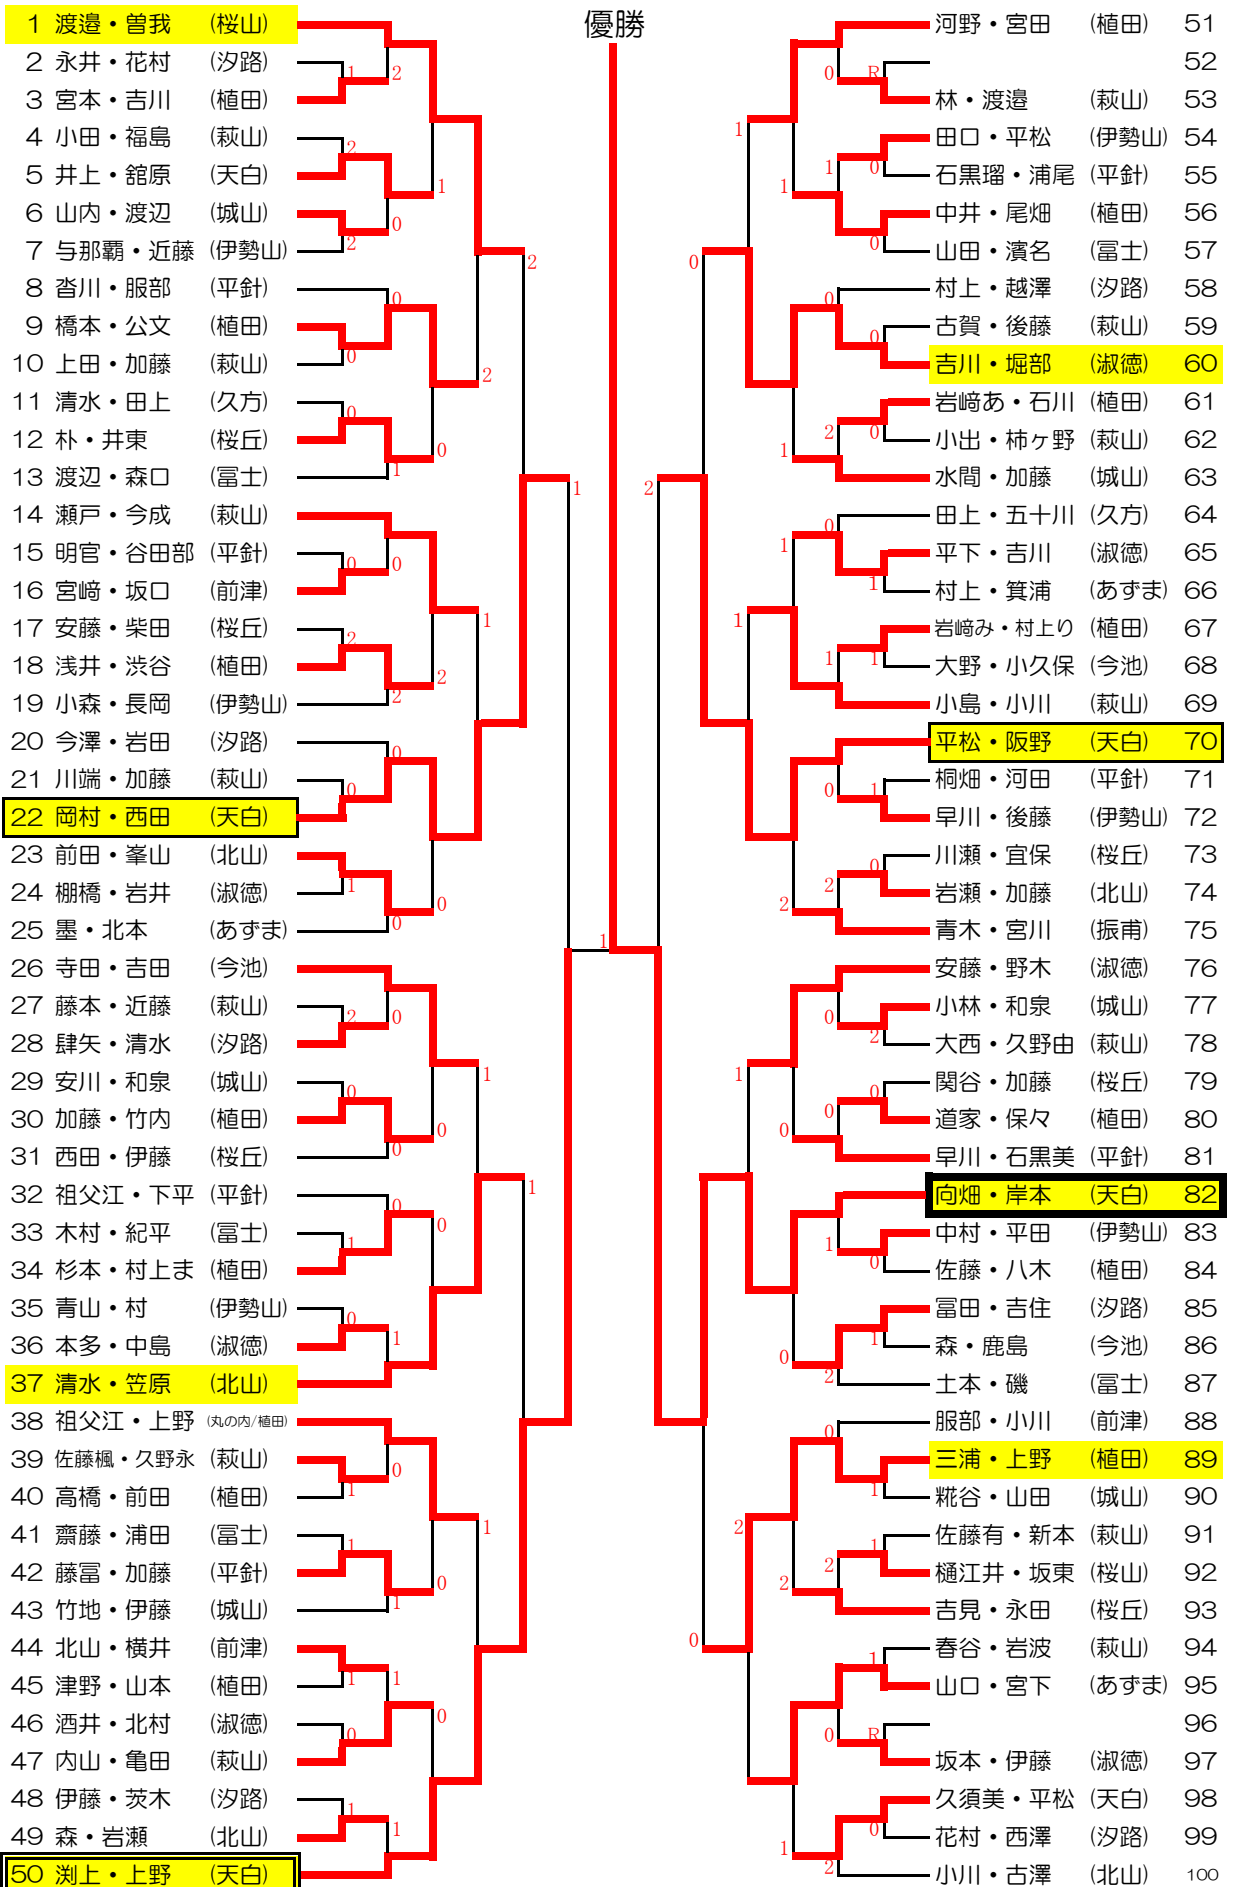 優勝
1 渡邉・曽我 (桜山)
2 永井・花村 (汐路)
3 宮本・吉川 (植田)
4 小田・福島 (萩山)
5 井上・舘原 (天白)
6 山内・渡辺 (城山)
7 与那覇・近藤 (伊勢山)
8 沓川・服部 (平針)
9 橋本・公文 (植田)
10 上田・加藤 (萩山)
11 清水・田上 (久方)
12 朴・井東 (桜丘)
13 渡辺・森口 (冨士)
14 瀬戸・今成 (萩山)
15 明官・谷田部 (平針)
16 宮﨑・坂口 (前津)
17 安藤・柴田 (桜丘)
18 浅井・渋谷 (植田)
19 小森・長岡 (伊勢山)
20 今澤・岩田 (汐路)
21 川端・加藤 (萩山)
22 岡村・西田 (天白)
23 前田・峯山 (北山)
24 棚橋・岩井 (淑徳)
25 墨・北本 (あずま)
26 寺田・吉田 (今池)
27 藤本・近藤 (萩山)
28 肆矢・清水 (汐路)
29 安川・和泉 (城山)
30 加藤・竹内 (植田)
31 西田・伊藤 (桜丘)
32 祖父江・下平 (平針)
33 木村・紀平 (冨士)
34 杉本・村上ま (植田)
35 青山・村 (伊勢山)
36 本多・中島 (淑徳)
37 清水・笠原 (北山)
38 祖父江・上野 (丸の内/植田)
39 佐藤楓・久野永 (萩山)
40 高橋・前田 (植田)
41 齋藤・浦田 (冨士)
42 藤冨・加藤 (平針)
43 竹地・伊藤 (城山)
44 北山・横井 (前津)
45 津野・山本 (植田)
46 酒井・北村 (淑徳)
47 内山・亀田 (萩山)
48 伊藤・茨木 (汐路)
49 森・岩瀬 (北山)
50 渕上・上野 (天白)
河野・宮田 (植田) 51
52
林・渡邉 (萩山) 53
田口・平松 (伊勢山) 54
石黒瑠・浦尾 (平針) 55
中井・尾畑 (植田) 56
山田・濱名 (冨士) 57
村上・越澤 (汐路) 58
古賀・後藤 (萩山) 59
吉川・堀部 (淑徳) 60
岩﨑あ・石川 (植田) 61
小出・柿ヶ野 (萩山) 62
水間・加藤 (城山) 63
田上・五十川 (久方) 64
平下・吉川 (淑徳) 65
村上・箕浦 (あずま) 66
岩﨑み・村上り (植田) 67
大野・小久保 (今池) 68
小島・小川 (萩山) 69
平松・阪野 (天白) 70
桐畑・河田 (平針) 71
早川・後藤 (伊勢山) 72
川瀬・宜保 (桜丘) 73
岩瀬・加藤 (北山) 74
青木・宮川 (振甫) 75
安藤・野木 (淑徳) 76
小林・和泉 (城山) 77
大西・久野由 (萩山) 78
関谷・加藤 (桜丘) 79
道家・保々 (植田) 80
早川・石黒美 (平針) 81
向畑・岸本 (天白) 82
中村・平田 (伊勢山) 83
佐藤・八木 (植田) 84
冨田・吉住 (汐路) 85
森・鹿島 (今池) 86
土本・磯 (冨士) 87
服部・小川 (前津) 88
三浦・上野 (植田) 89
糀谷・山田 (城山) 90
佐藤有・新本 (萩山) 91
樋江井・坂東 (桜山) 92
吉見・永田 (桜丘) 93
春谷・岩波 (萩山) 94
山口・宮下 (あずま) 95
96
坂本・伊藤 (淑徳) 97
久須美・平松 (天白) 98
花村・西澤 (汐路) 99
小川・古澤 (北山) 100